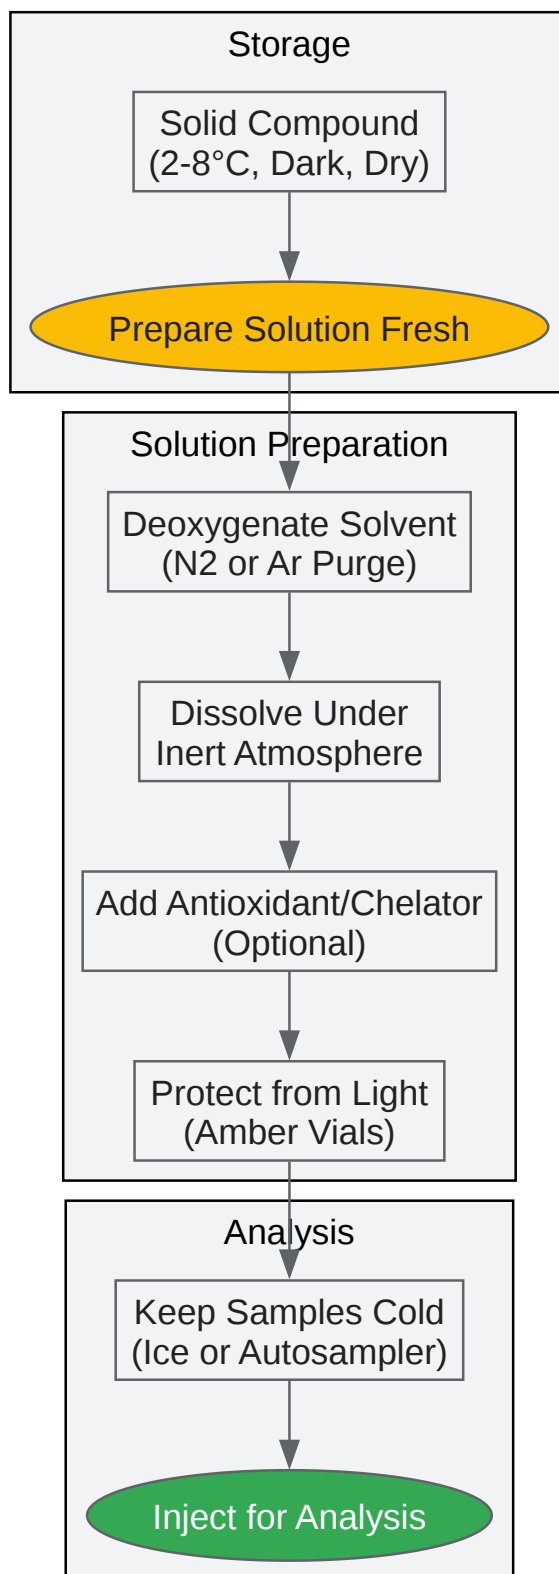 Storage
Solid Compound
(2-8°C, Dark, Dry)
Prepare Solution Fresh
Solution Preparation
Deoxygenate Solvent
(N2 or Ar Purge)
Dissolve Under
Inert Atmosphere
Add Antioxidant/Chelator
(Optional)
Protect from Light
(Amber Vials)
Analysis
Keep Samples Cold
(Ice or Autosampler)
Inject for Analysis